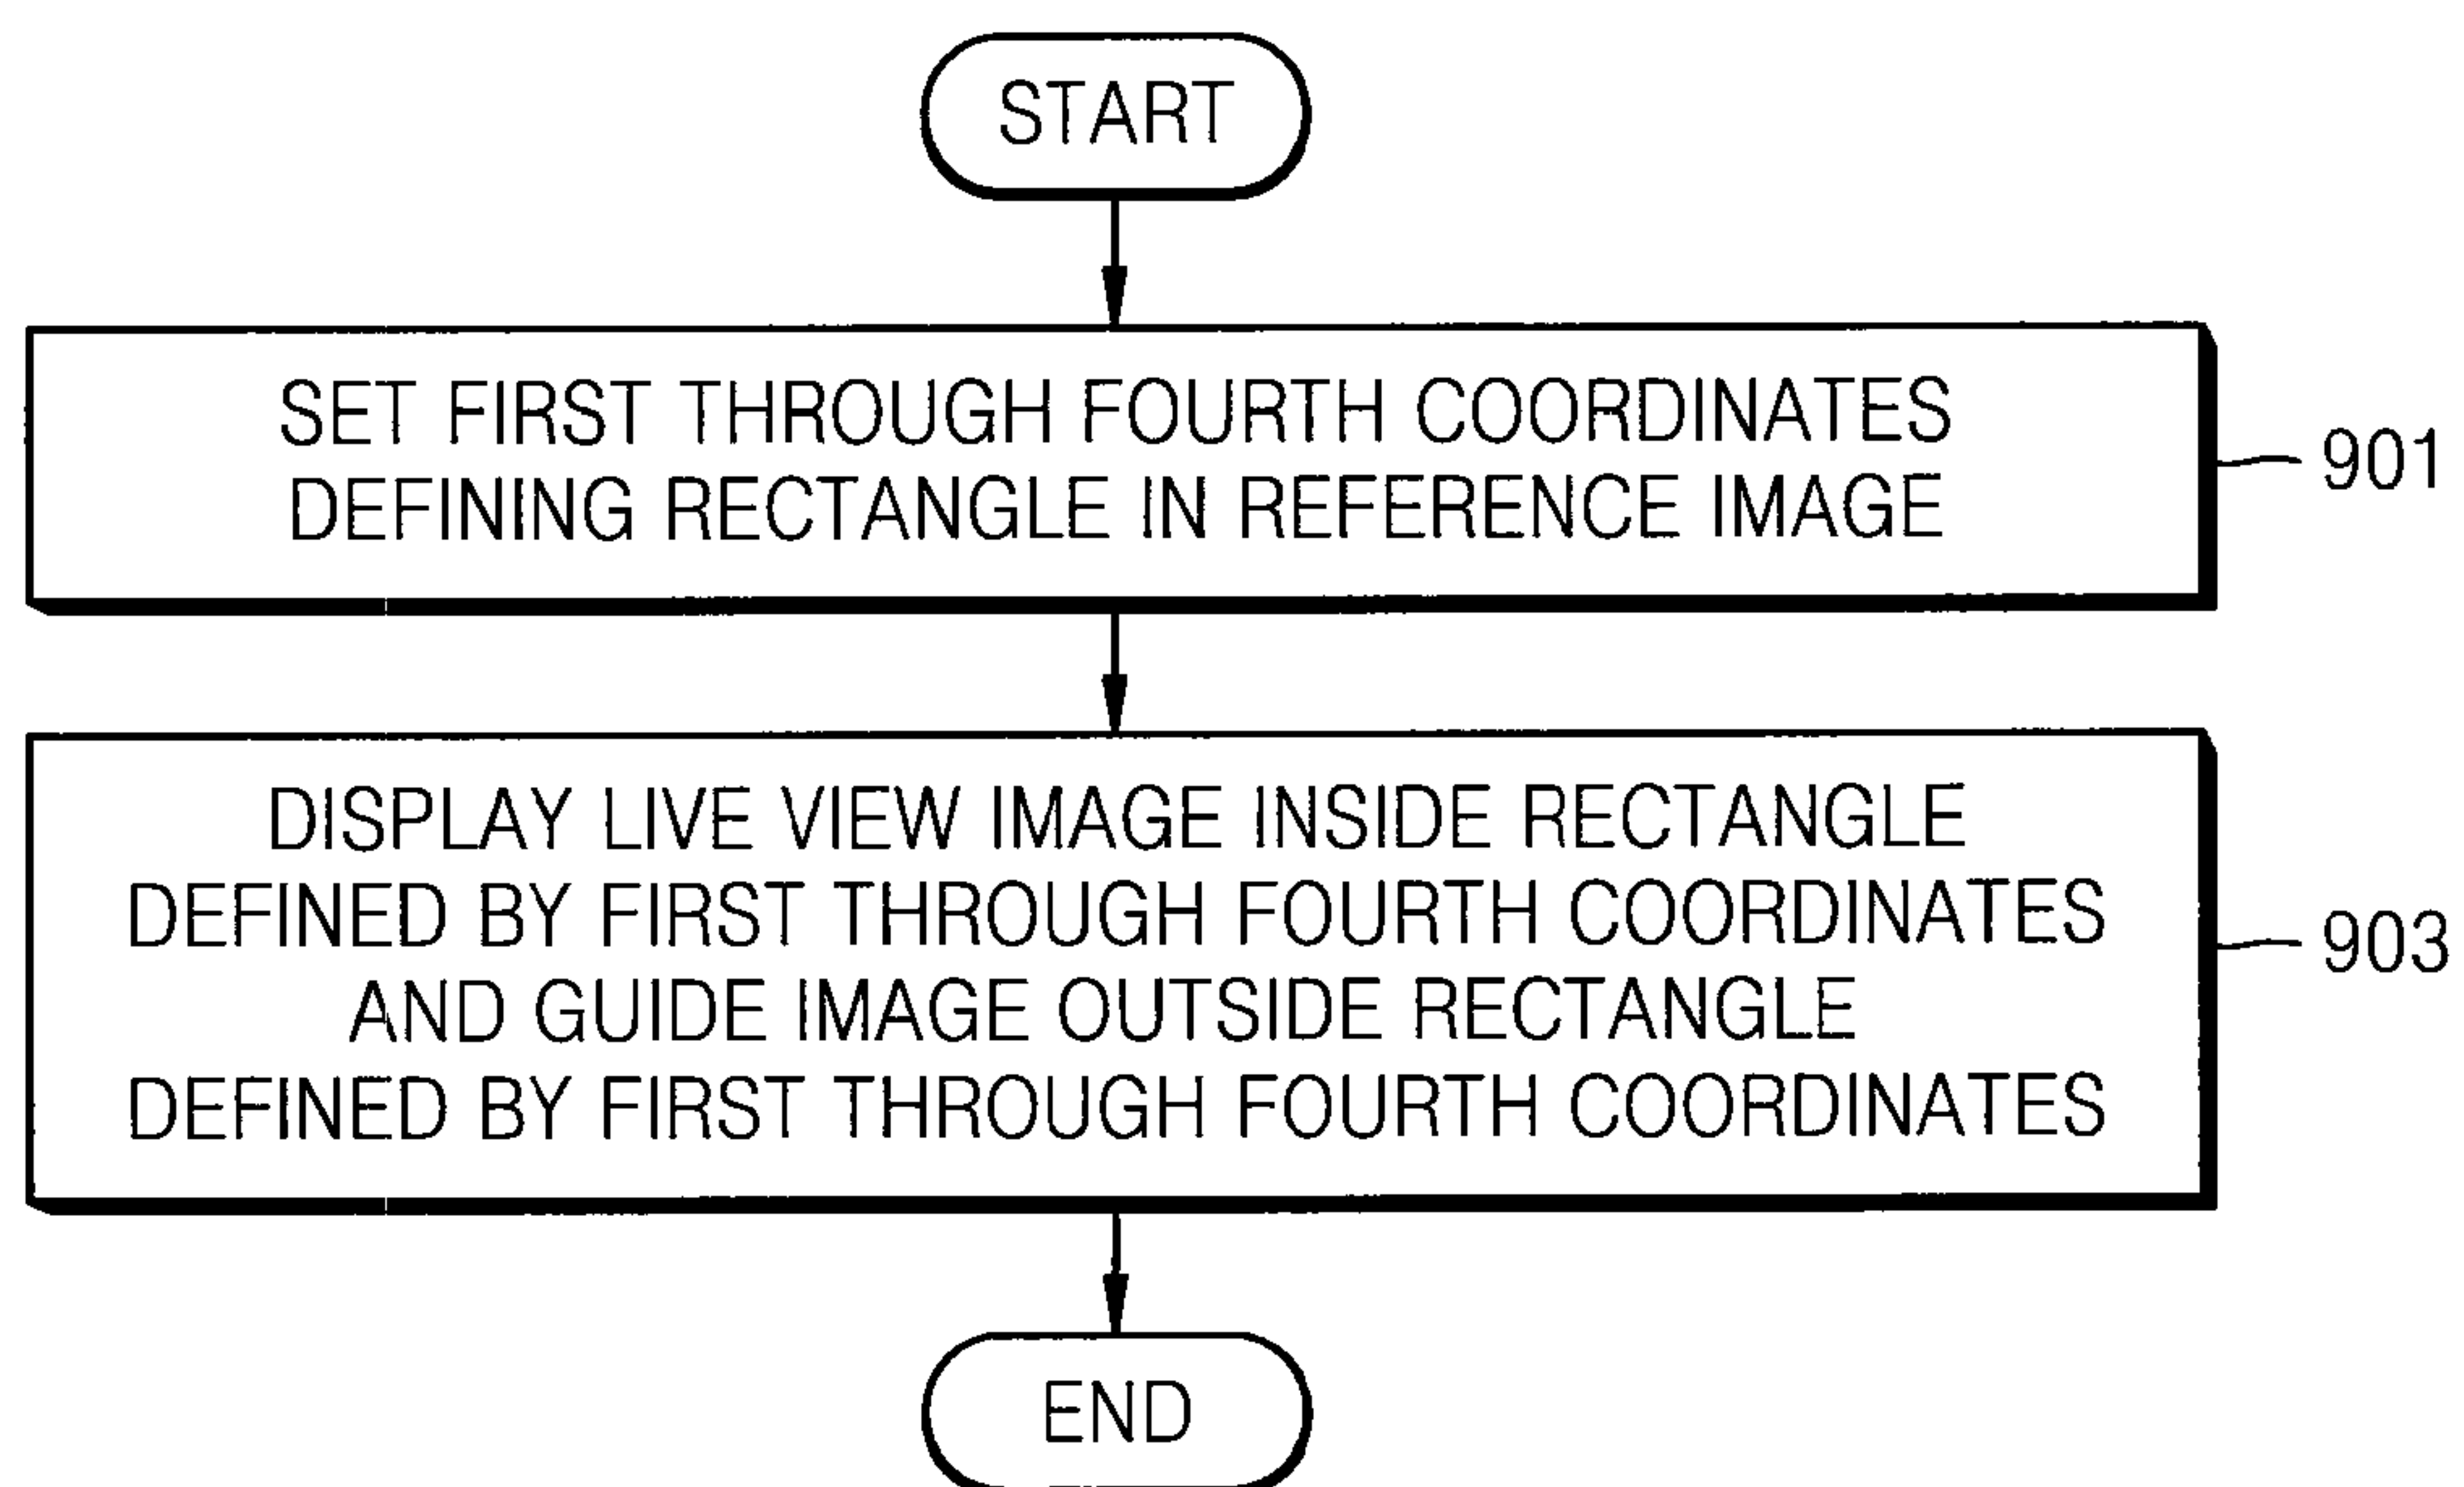 START
SET FIRST THROUGH FOURTH COORDINATES
DEFINING RECTANGLE IN REFERENCE IMAGE
901
DISPLAY LIVE VIEW IMAGE INSIDE RECTANGLE
DEFINED BY FIRST THROUGH FOURTH COORDINATES
AND GUIDE IMAGE OUTSIDE RECTANGLE
DEFINED BY FIRST THROUGH FOURTH COORDINATES
903
END